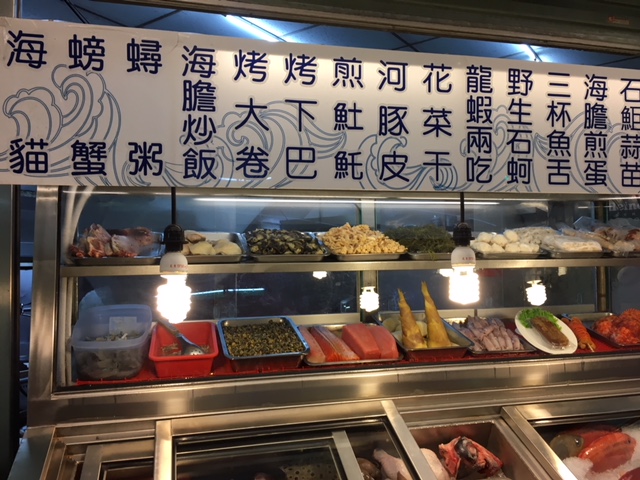 石鮔蒜苗
海膽煎蛋
三杯魚舌
野生石蚵
龍蝦兩吃
花菜干
河豚皮
煎魟魠
烤下巴
烤大卷
海膽炒飯
蟳粥
螃蟹
海貓